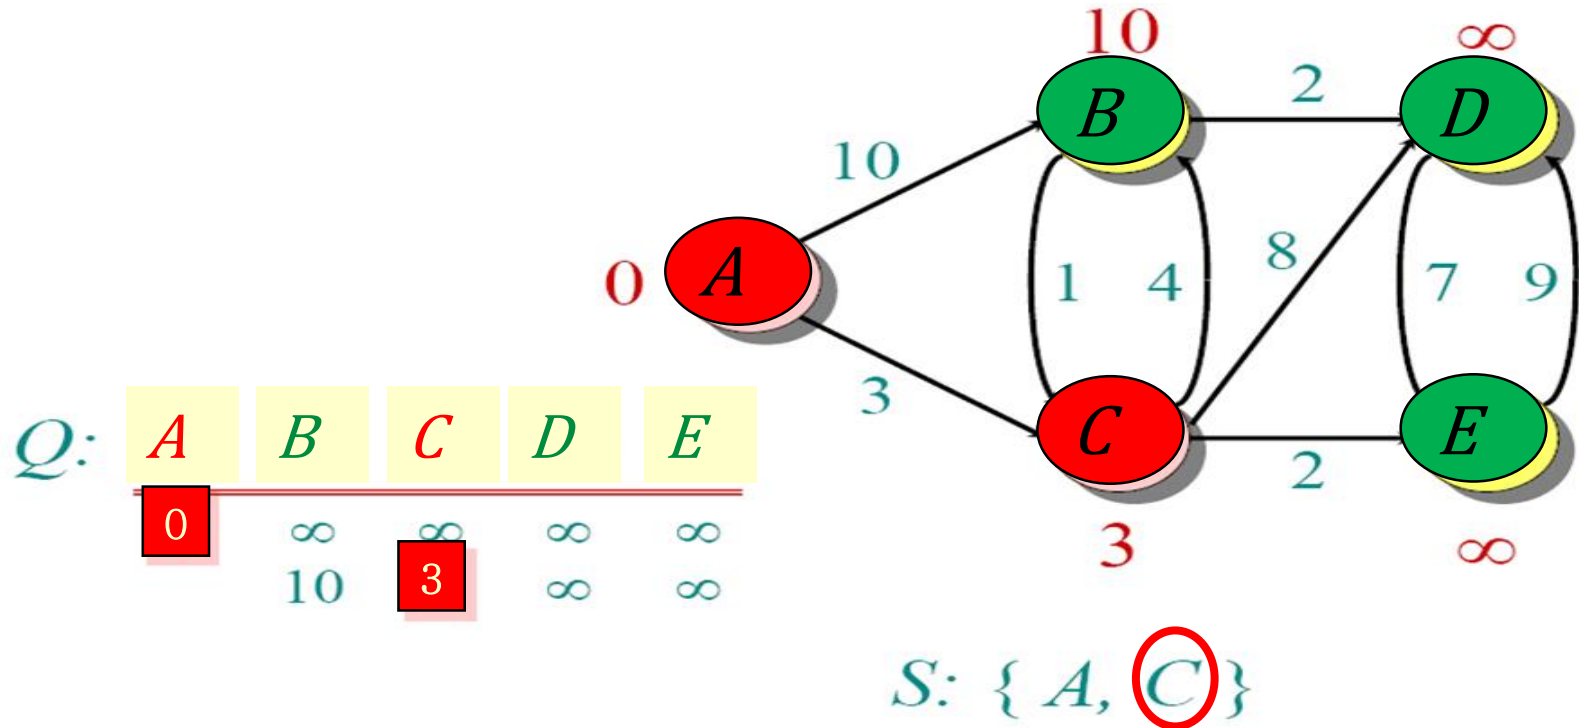 10 ∞
B 2 D
10
A 8
0 1 4 7 9
3
Q: A B C D E
C E
0 ∞ ∞ ∞ ∞
2
10 3 ∞ ∞
3 ∞
S: { A, C }